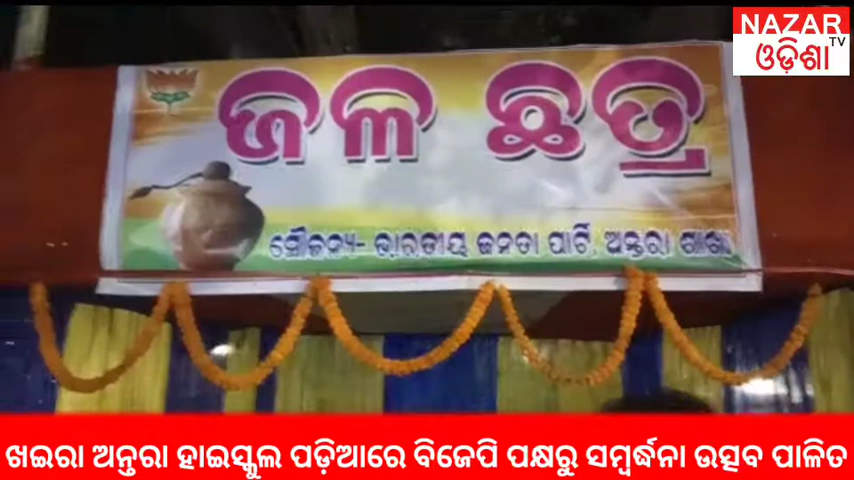 NAZAR
ଓଡ଼ିଶା TV
ଜଳ ଛତ୍ର
ସୌଜନ୍ୟ- ଭାରତୀୟ ଜନତା ପାର୍ଟି, ଅନ୍ତରା ଶାଖା
ଖଇରା ଅନ୍ତରା ହାଇସ୍କୁଲ ପଡ଼ିଆରେ ବିଜେପି ପକ୍ଷରୁ ସମ୍ବର୍ଦ୍ଧନା ଉତ୍ସବ ପାଳିତ